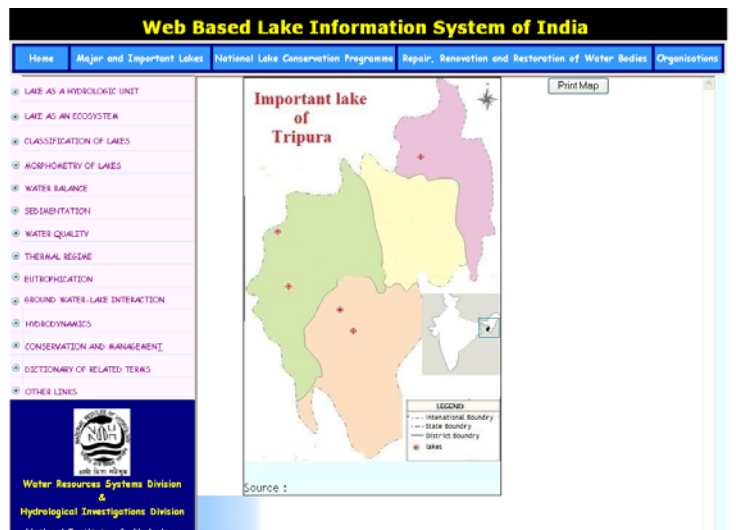 Web Based Lake Information System of India
Home
Major and Important Lakes
National Lake Conservation Programme
Repair, Renovation and Restoration of Water Bodies
Organisations
LAKE AS A HYDROLOGIC UNIT
LAKE AS AN ECOSYSTEM
CLASSIFICATION OF LAKES
MORPHOMETRY OF LAKES
WATER BALANCE
SEDIMENTATION
WATER QUALITY
THERMAL REGIME
EUTROPHICATION
GROUND WATER-LAKE INTERACTION
HYDRODYNAMICS
CONSERVATION AND MANAGEMENT
DICTIONARY OF RELATED TERMS
OTHER LINKS
Water Resources Systems Division
&
Hydrological Investigations Division
Important lake
of
Tripura
LEGEND
International Boundry
State Boundry
District Boundry
lakes
Source :
Print Map